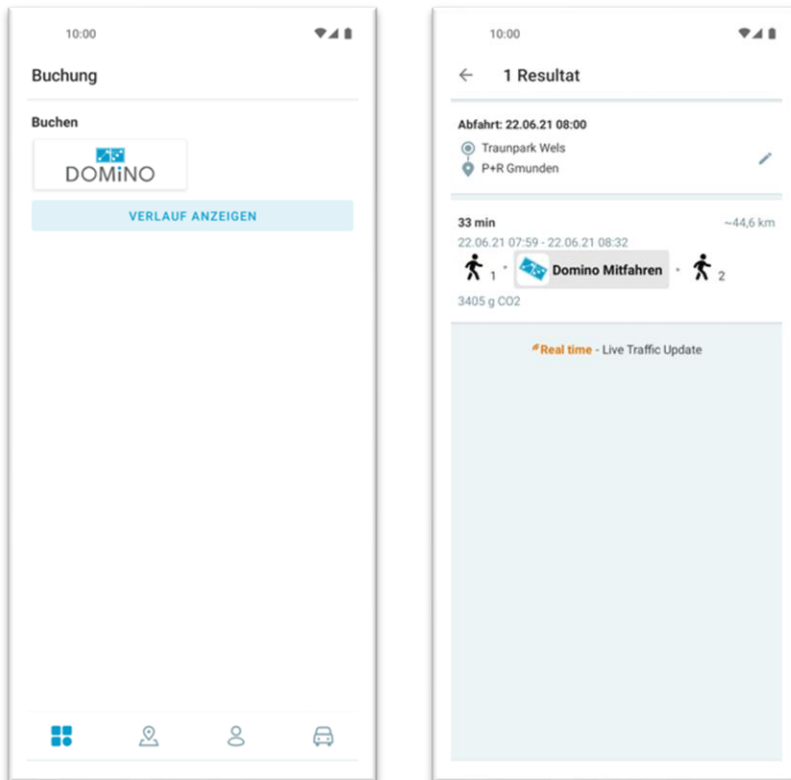 10:00
Buchung
Buchen
DOMiNO
VERLAUF ANZEIGEN
10:00
1 Resultat
Abfahrt: 22.06.21 08:00
Traunpark Wels
P+R Gmunden
33 min ~44,6 km
22.06.21 07:59 - 22.06.21 08:32
1 Domino Mitfahren 2
3405 g CO2
Real time - Live Traffic Update